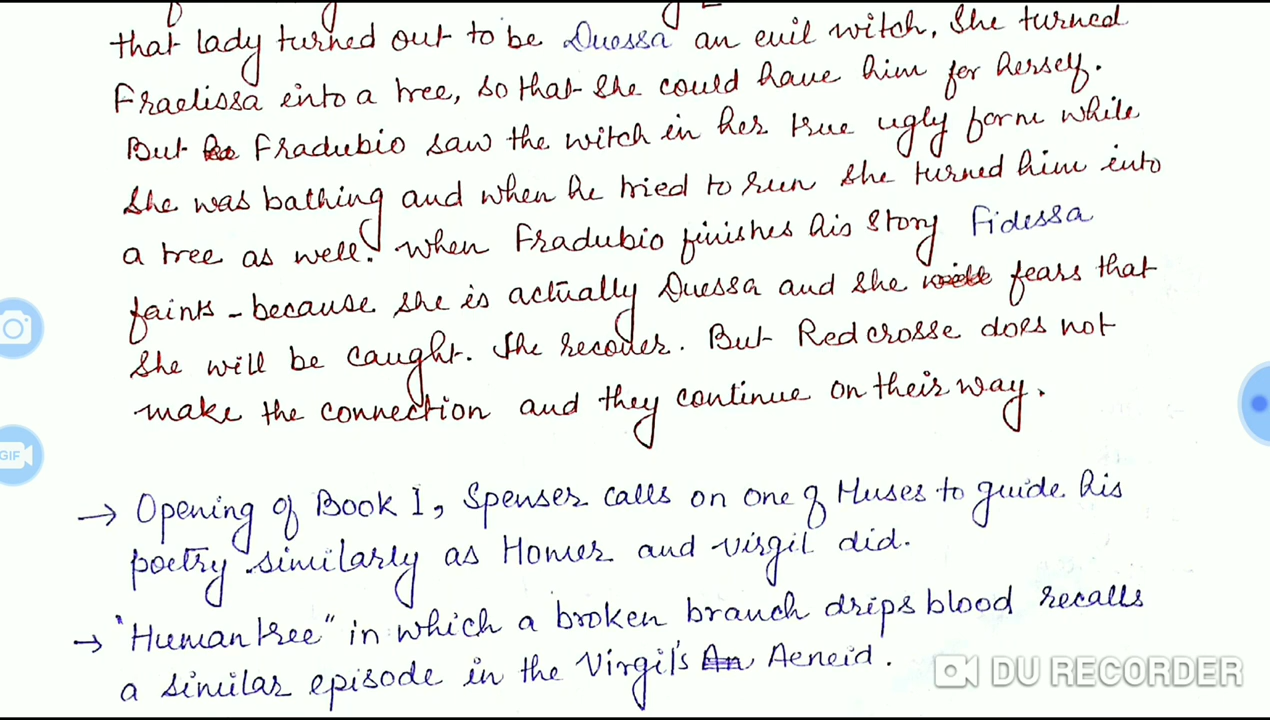 that lady turned out to be Duessa an evil witch. She turned
Fraelissa into a tree, so that she could have him for herself.
But he Fradubio saw the witch in her true ugly form while
she was bathing and when he tried to run she turned him into
a tree as well. When Fradubio finishes his story Fidessa
faints - because she is actually Duessa and she will fears that
she will be caught. She recover. But Redcrosse does not
make the connection and they continue on their way.
→ Opening of Book I, Spenser calls on one of Muses to guide his
poetry similarly as Homer and Virgil did.
→ "Human tree" in which a broken branch drips blood recalls
a similar episode in the Virgil's An Aeneid.
GIF
DU RECORDER